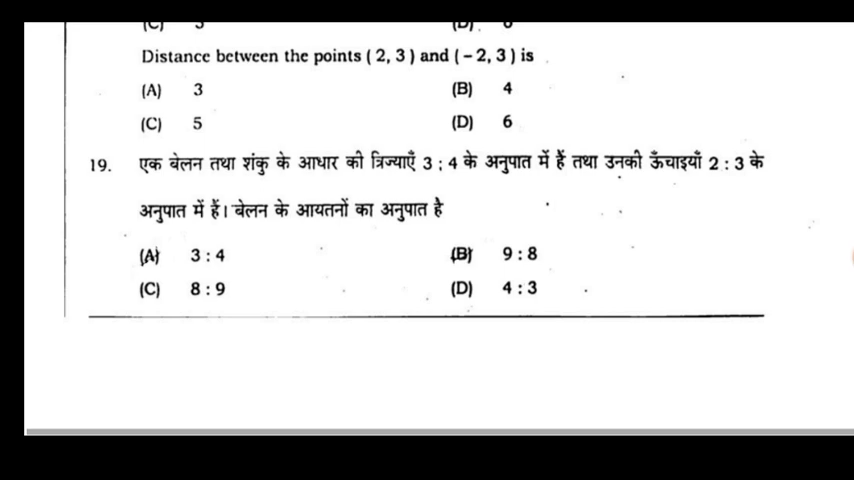 Distance between the points ( 2, 3 ) and ( – 2, 3 ) is
(A) 3 (B) 4
(C) 5 (D) 6
19. एक बेलन तथा शंकु के आधार की त्रिज्याएँ 3 ; 4 के अनुपात में हैं तथा उनकी ऊँचाइयाँ 2 : 3 के
अनुपात में हैं। बेलन के आयतनों का अनुपात है
(A) 3 : 4 (B) 9 : 8
(C) 8 : 9 (D) 4 : 3